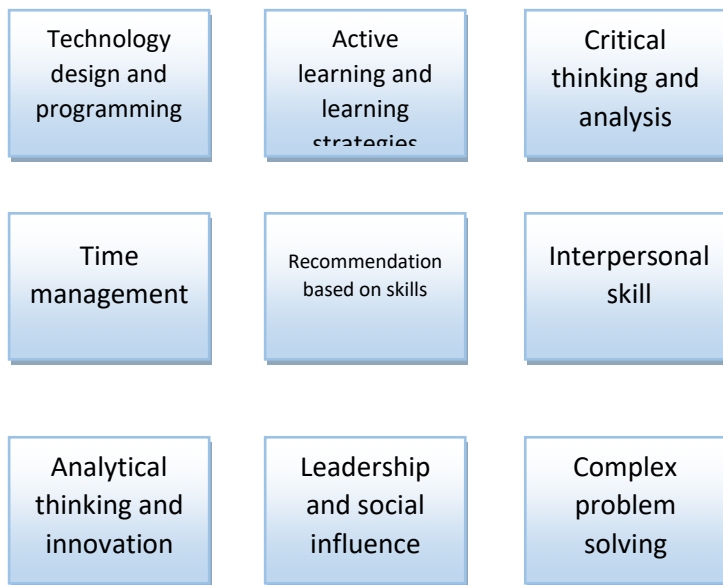 Technology
design and
programming
Active
learning and
learning
strategies
Critical
thinking and
analysis
Time
management
Recommendation
based on skills
Interpersonal
skill
Analytical
thinking and
innovation
Leadership
and social
influence
Complex
problem
solving